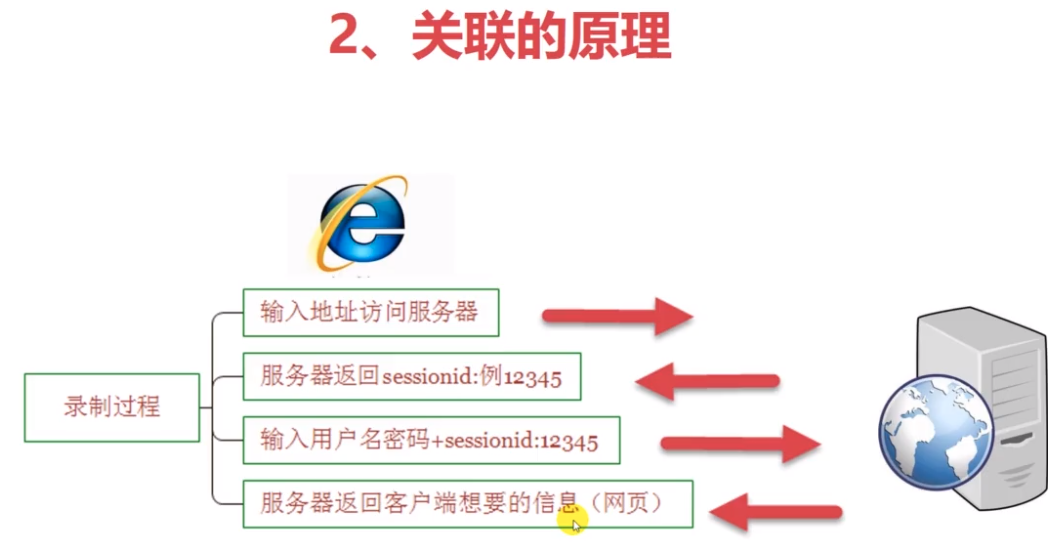 2、关联的原理
输入地址访问服务器
服务器返回sessionid:例12345
录制过程
输入用户名密码+sessionid:12345
服务器返回客户端想要的信息（网页）